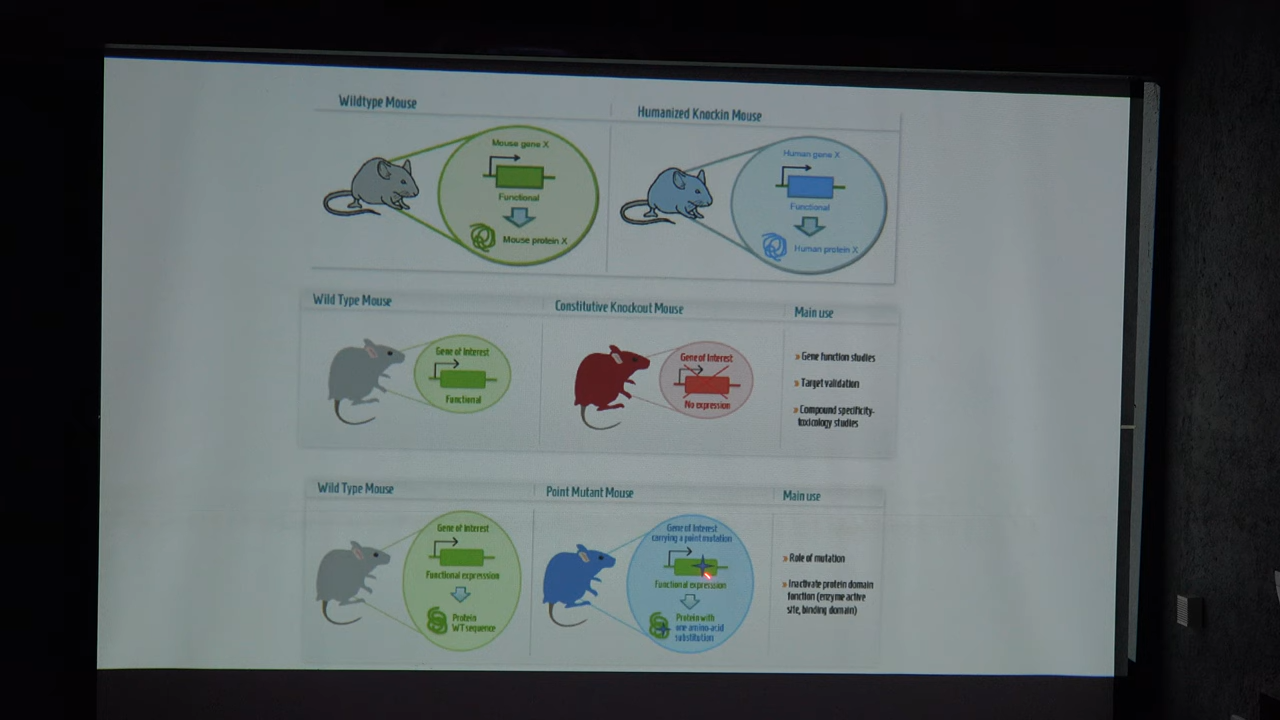 Wildtype Mouse
Humanized Knockin Mouse
Mouse gene X
Functional
Mouse protein X
Human gene X
Functional
Human protein X
Wild Type Mouse
Constitutive Knockout Mouse
Main use
Gene of Interest
Functional
Gene of Interest
No expression
» Gene function studies
» Target validation
» Compound specificity-
toxicology studies
Wild Type Mouse
Point Mutant Mouse
Main use
Gene of Interest
Functional expression
Protein
WT sequence
Gene of Interest
carrying a point mutation
Functional expression
Protein with
one amino-acid
substitution
» Role of mutation
» Inactivate protein domain
function (enzyme active
site, binding domain)